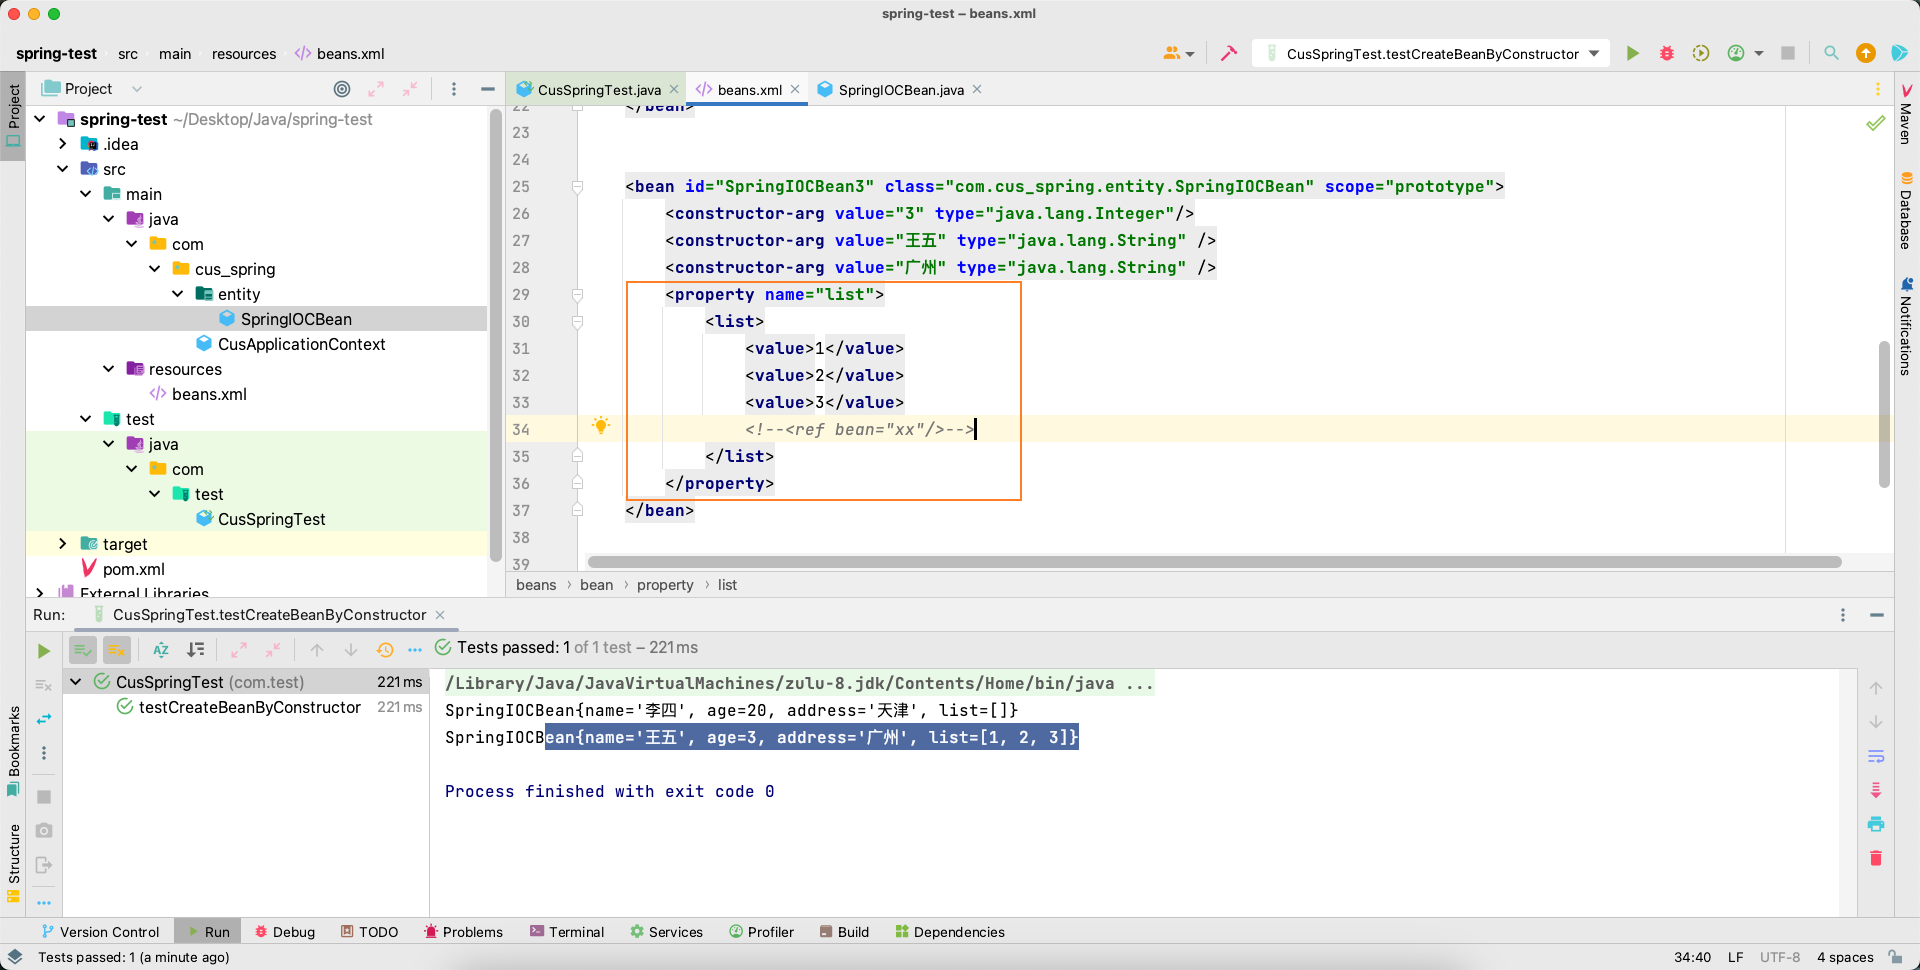 spring-test – beans.xml
spring-test src main resources beans.xml
CusSpringTest.testCreateBeanByConstructor
Project
CusSpringTest.java
beans.xml
SpringIOCBean.java
Project
Bookmarks
Structure
Maven
Database
Notifications
spring-test ~/Desktop/Java/spring-test
.idea
src
main
java
com
cus_spring
entity
SpringIOCBean
CusApplicationContext
resources
beans.xml
test
java
com
test
CusSpringTest
target
pom.xml
External Libraries
22 </bean>
23
24
25 <bean id="SpringIOCBean3" class="com.cus_spring.entity.SpringIOCBean" scope="prototype">
26 <constructor-arg value="3" type="java.lang.Integer"/>
27 <constructor-arg value="王五" type="java.lang.String" />
28 <constructor-arg value="广州" type="java.lang.String" />
29 <property name="list">
30 <list>
31 <value>1</value>
32 <value>2</value>
33 <value>3</value>
34 <!--<ref bean="xx"/>-->
35 </list>
36 </property>
37 </bean>
38
39
beans › bean › property › list
Run: CusSpringTest.testCreateBeanByConstructor
Tests passed: 1 of 1 test – 221 ms
CusSpringTest (com.test) 221 ms
testCreateBeanByConstructor 221 ms
/Library/Java/JavaVirtualMachines/zulu-8.jdk/Contents/Home/bin/java ...
SpringIOCBean{name='李四', age=20, address='天津', list=[]}
SpringIOCBean{name='王五', age=3, address='广州', list=[1, 2, 3]}
Process finished with exit code 0
Version Control Run Debug TODO Problems Terminal Services Profiler Build Dependencies
Tests passed: 1 (a minute ago)
34:40 LF UTF-8 4 spaces